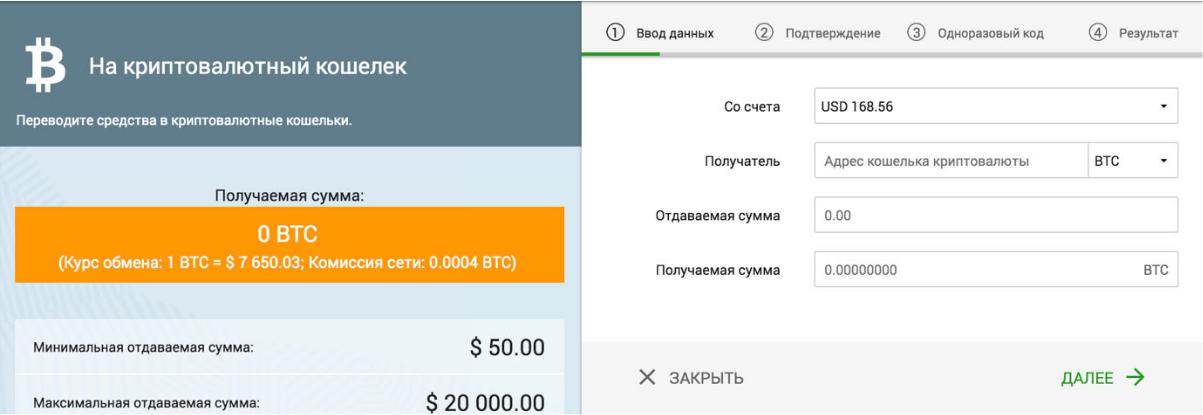 На криптовалютный кошелек
Переводите средства в криптовалютные кошельки.
Получаемая сумма:
0 BTC
(Курс обмена: 1 BTC = $ 7 650.03; Комиссия сети: 0.0004 BTC)
Минимальная отдаваемая сумма: $ 50.00
Максимальная отдаваемая сумма: $ 20 000.00
1 Ввод данных 2 Подтверждение 3 Одноразовый код 4 Результат
Со счета USD 168.56
Получатель Адрес кошелька криптовалюты BTC
Отдаваемая сумма 0.00
Получаемая сумма 0.00000000 BTC
ЗАКРЫТЬ ДАЛЕЕ